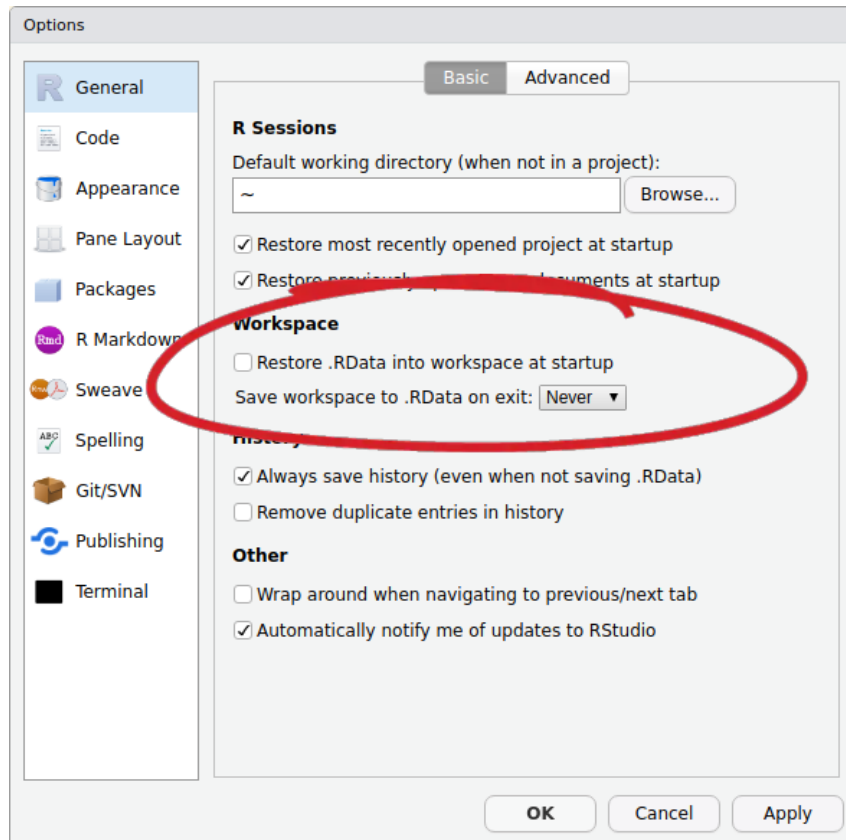 Options
General
Code
Appearance
Pane Layout
Packages
Rmd R Markdown
Sweave
ABC Spelling
Git/SVN
Publishing
Terminal
Basic Advanced
R Sessions
Default working directory (when not in a project):
~ Browse...
Restore most recently opened project at startup
Restore previously documents at startup
Workspace
Restore .RData into workspace at startup
Save workspace to .RData on exit: Never
History
Always save history (even when not saving .RData)
Remove duplicate entries in history
Other
Wrap around when navigating to previous/next tab
Automatically notify me of updates to RStudio
OK Cancel Apply